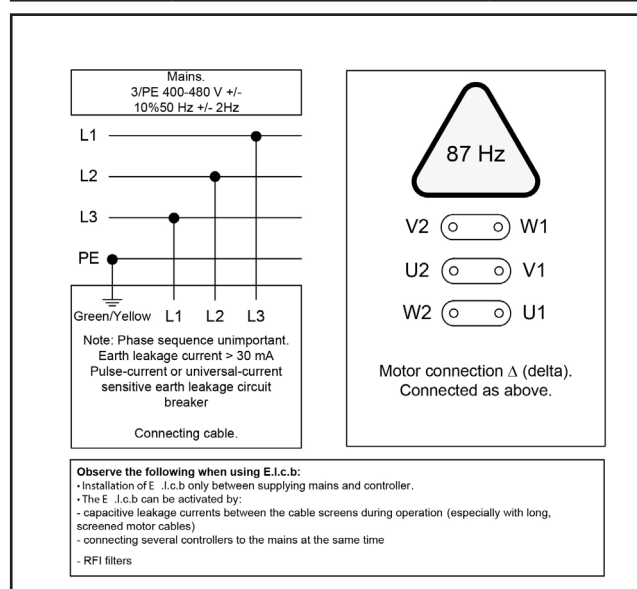 Mains.
3/PE 400-480 V +/-
10%50 Hz +/- 2Hz
L1
L2
L3
PE
Green/Yellow L1 L2 L3
Note: Phase sequence unimportant.
Earth leakage current > 30 mA
Pulse-current or universal-current
sensitive earth leakage circuit
breaker
Connecting cable.
87 Hz
V2 W1
U2 V1
W2 U1
Motor connection Δ (delta).
Connected as above.
Observe the following when using E.l.c.b:
• Installation of E .l.c.b only between supplying mains and controller.
• The E .l.c.b can be activated by:
- capacitive leakage currents between the cable screens during operation (especially with long,
screened motor cables)
- connecting several controllers to the mains at the same time
- RFI filters